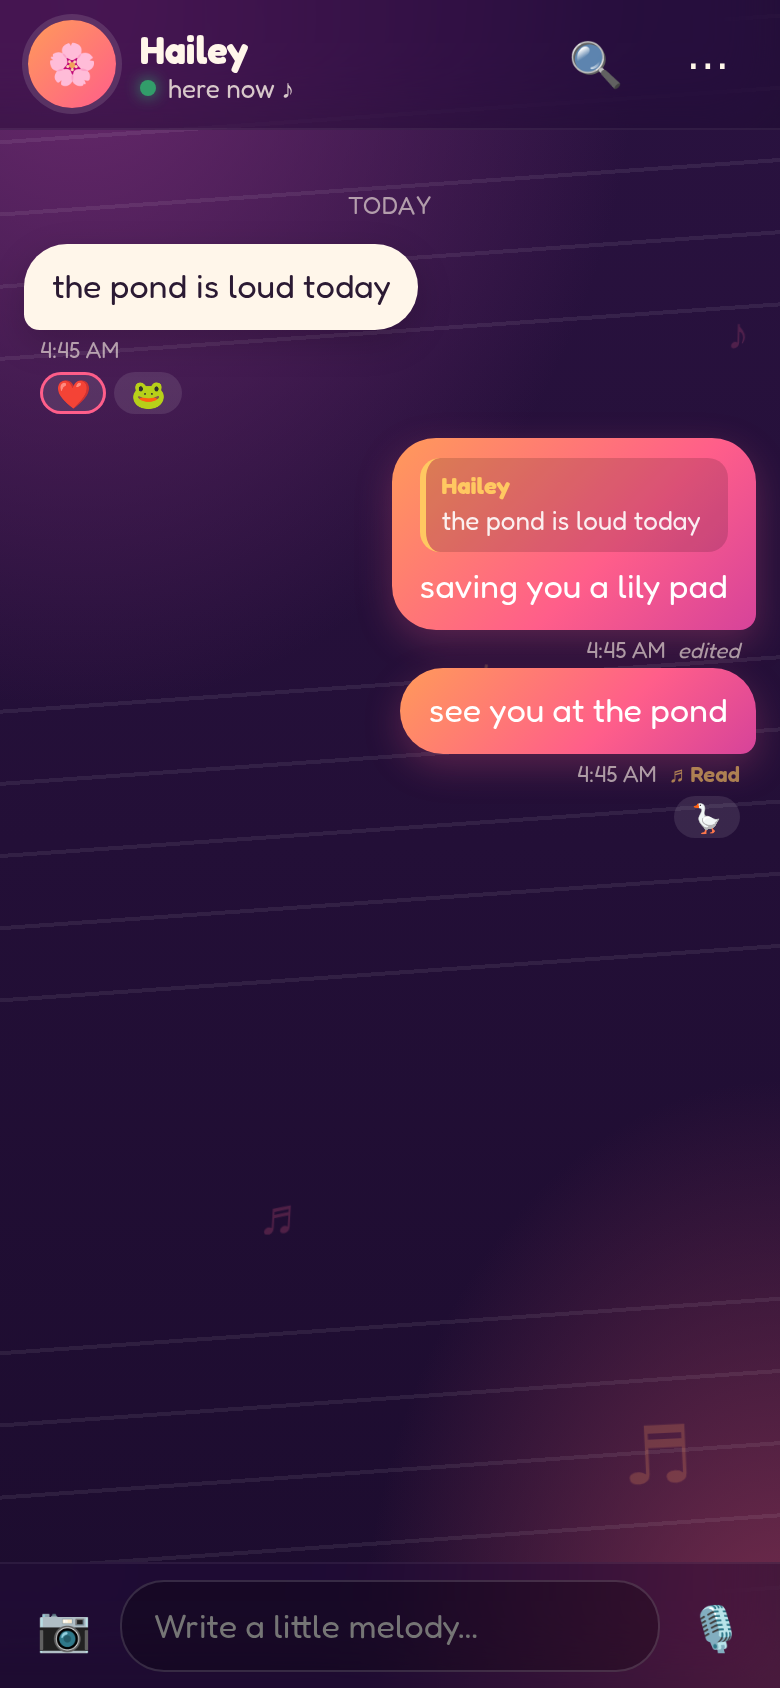 Hailey
here now ♪
TODAY
the pond is loud today
4:45 AM
Hailey
the pond is loud today
saving you a lily pad
4:45 AM edited
see you at the pond
4:45 AM ♬ Read
Write a little melody...